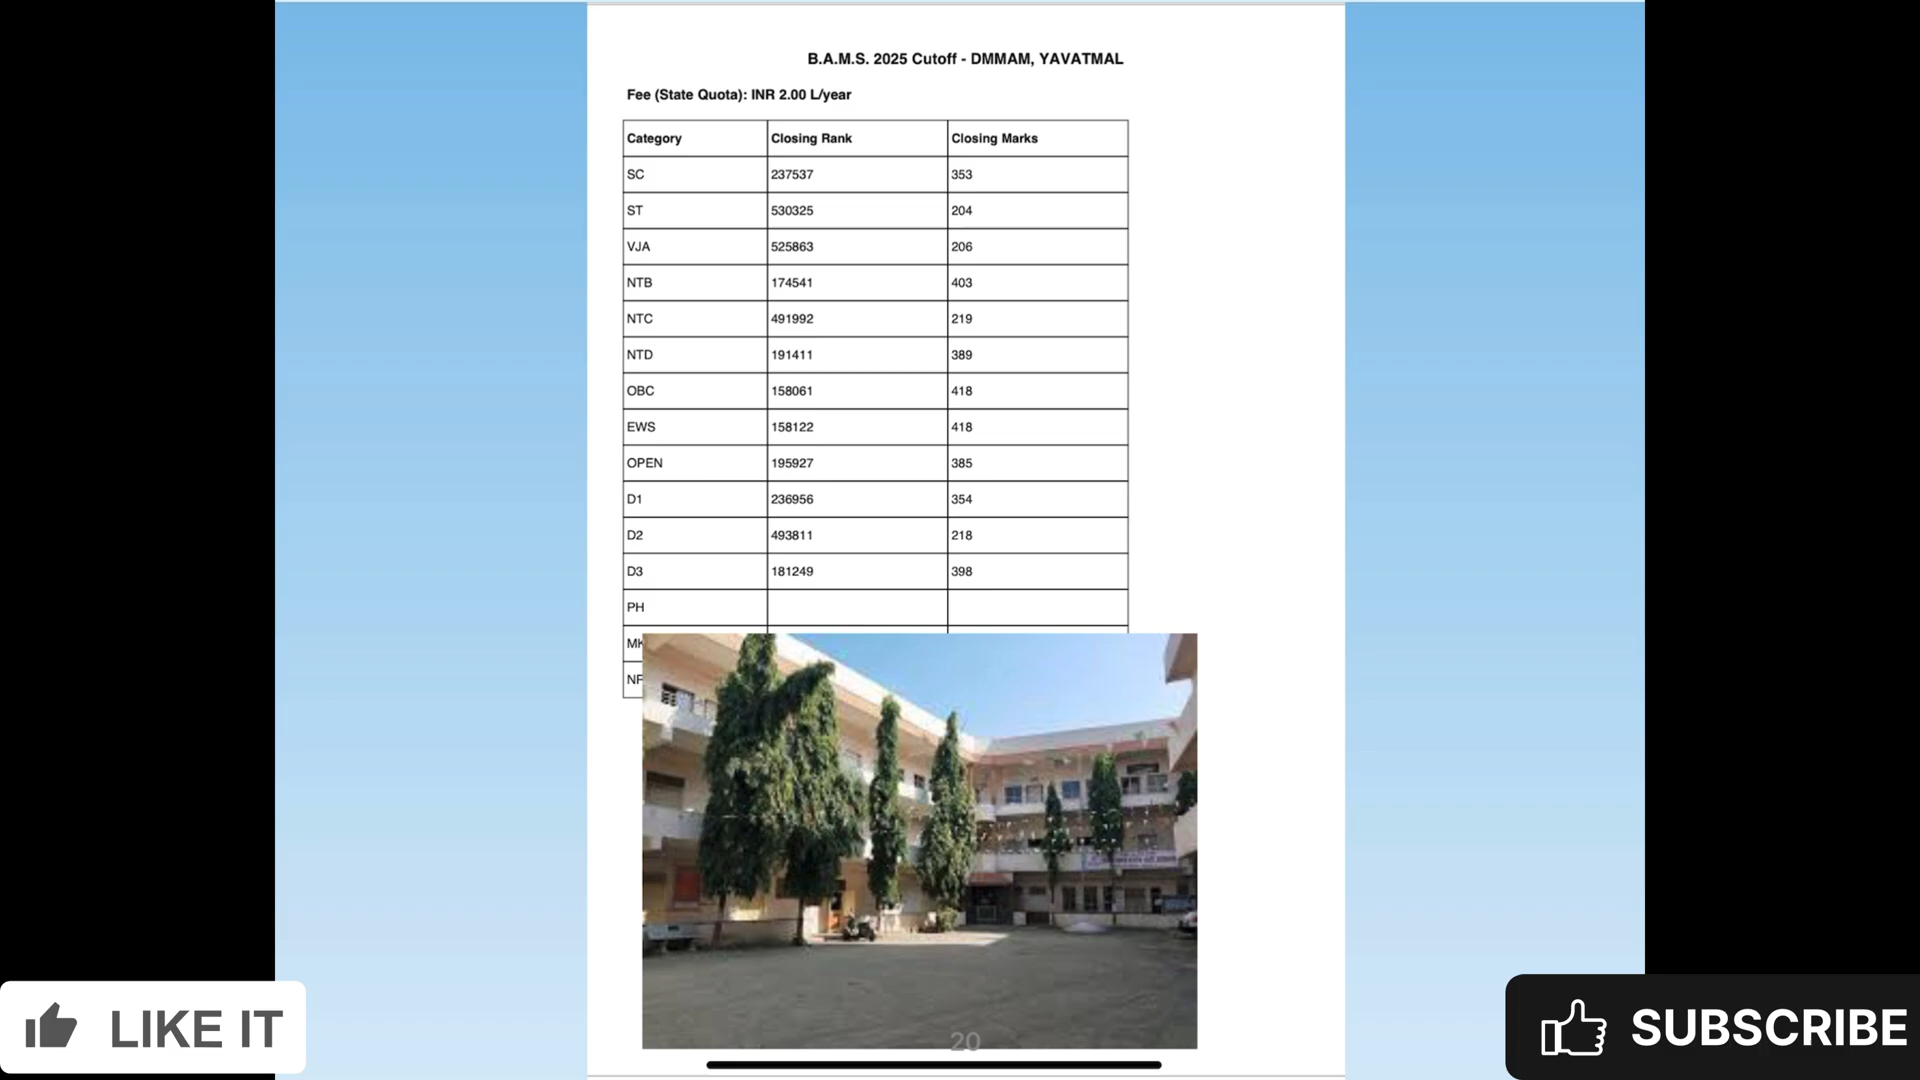 B.A.M.S. 2025 Cutoff - DMMAM, YAVATMAL
Fee (State Quota): INR 2.00 L/year
Category Closing Rank Closing Marks
SC 237537 353
ST 530325 204
VJA 525863 206
NTB 174541 403
NTC 491992 219
NTD 191411 389
OBC 158061 418
EWS 158122 418
OPEN 195927 385
D1 236956 354
D2 493811 218
D3 181249 398
PH
20
LIKE IT
SUBSCRIBE